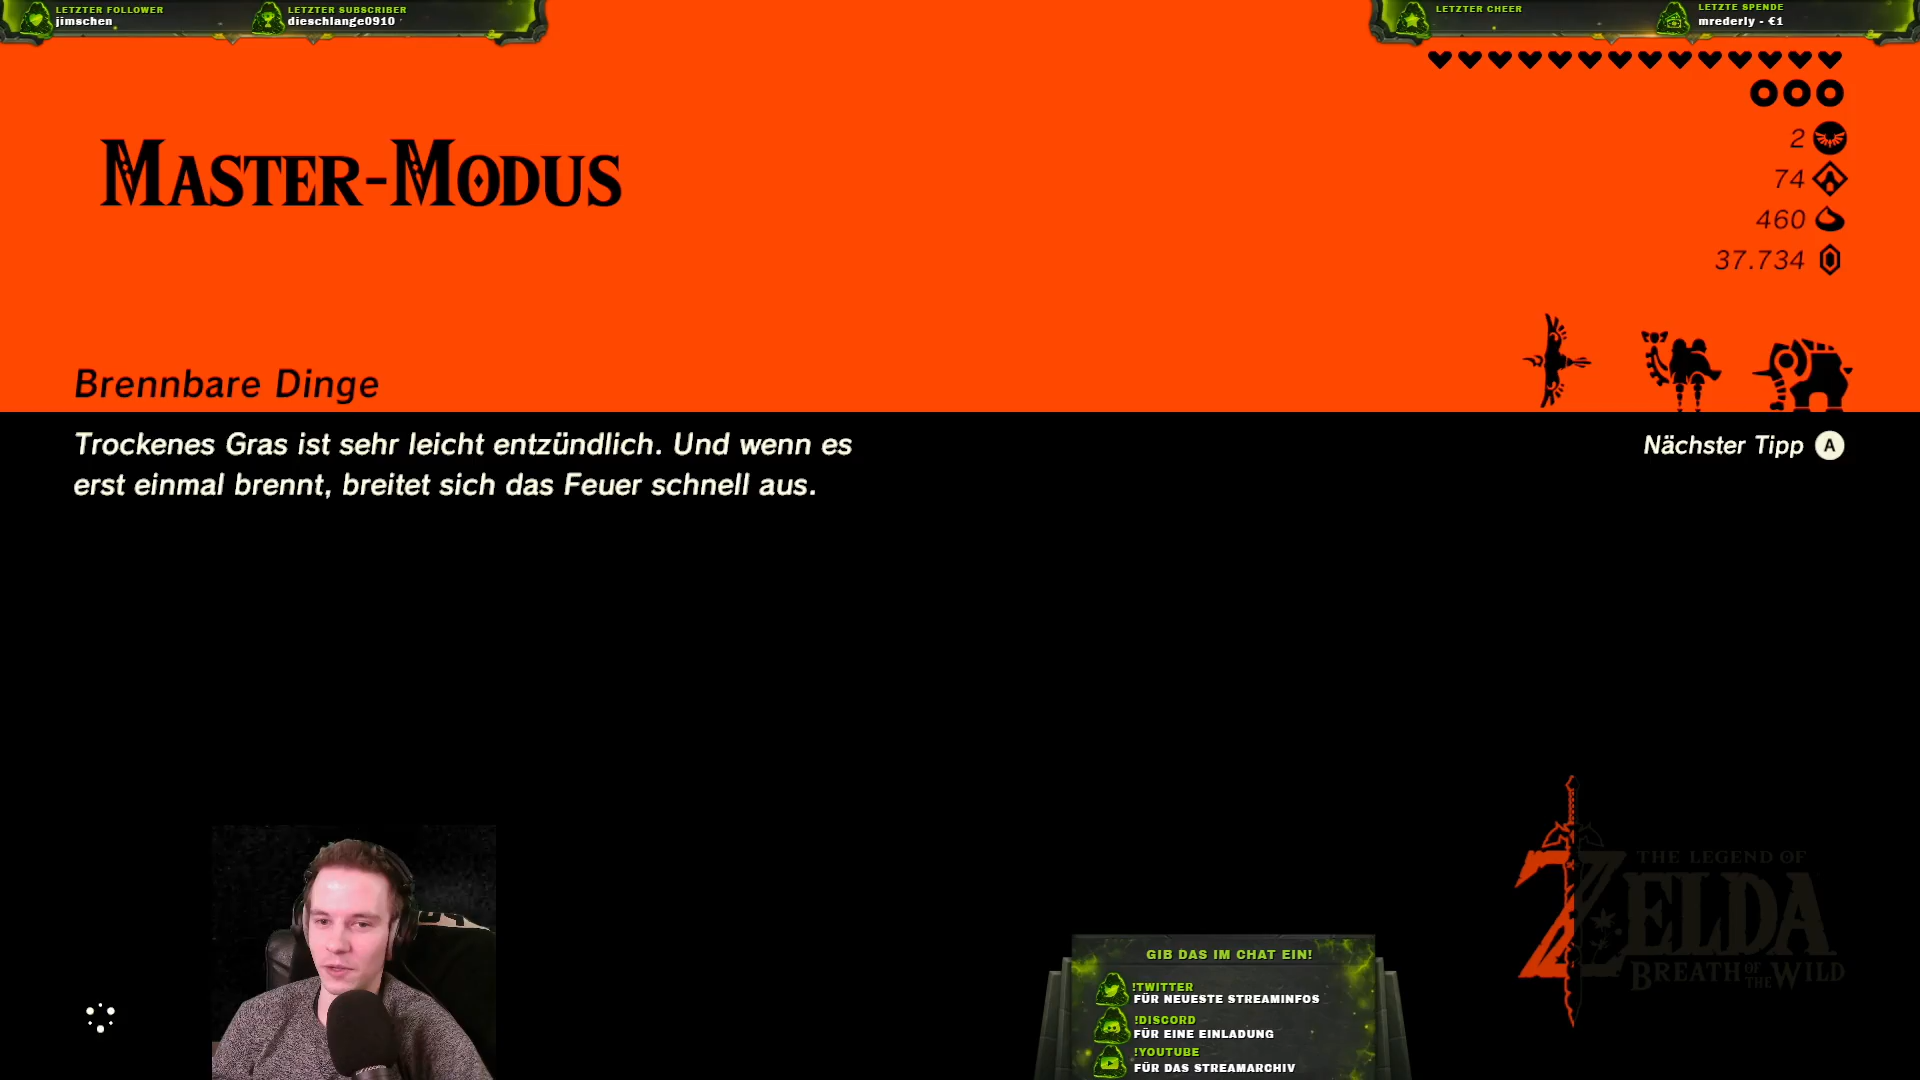 LETZTER FOLLOWER
jimschen
LETZTER SUBSCRIBER
dieschlange0910
LETZTER CHEER
LETZTE SPENDE
mrederly - €1
MASTER-MODUS
2
74
460
37.734
Brennbare Dinge
Trockenes Gras ist sehr leicht entzündlich. Und wenn es
erst einmal brennt, breitet sich das Feuer schnell aus.
Nächster Tipp A
THE LEGEND OF
ZELDA
BREATH OF THE WILD
GIB DAS IM CHAT EIN!
!TWITTER
FÜR NEUESTE STREAMINFOS
!DISCORD
FÜR EINE EINLADUNG
!YOUTUBE
FÜR DAS STREAMARCHIV